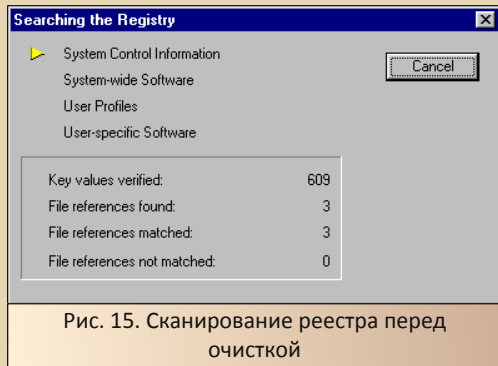 Searching the Registry
System Control Information
Cancel
System-wide Software
User Profiles
User-specific Software
Key values verified: 609
File references found: 3
File references matched: 3
File references not matched: 0
Рис. 15. Сканирование реестра перед
очисткой